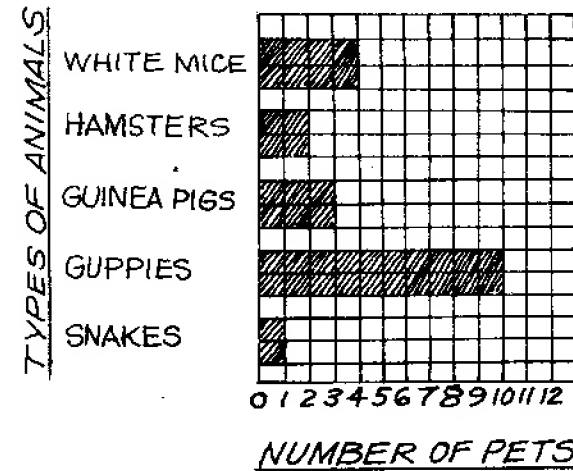 TYPES OF ANIMALS
WHITE MICE
HAMSTERS
GUINEA PIGS
GUPPIES
SNAKES
0 1 2 3 4 5 6 7 8 9 10 11 12
NUMBER OF PETS